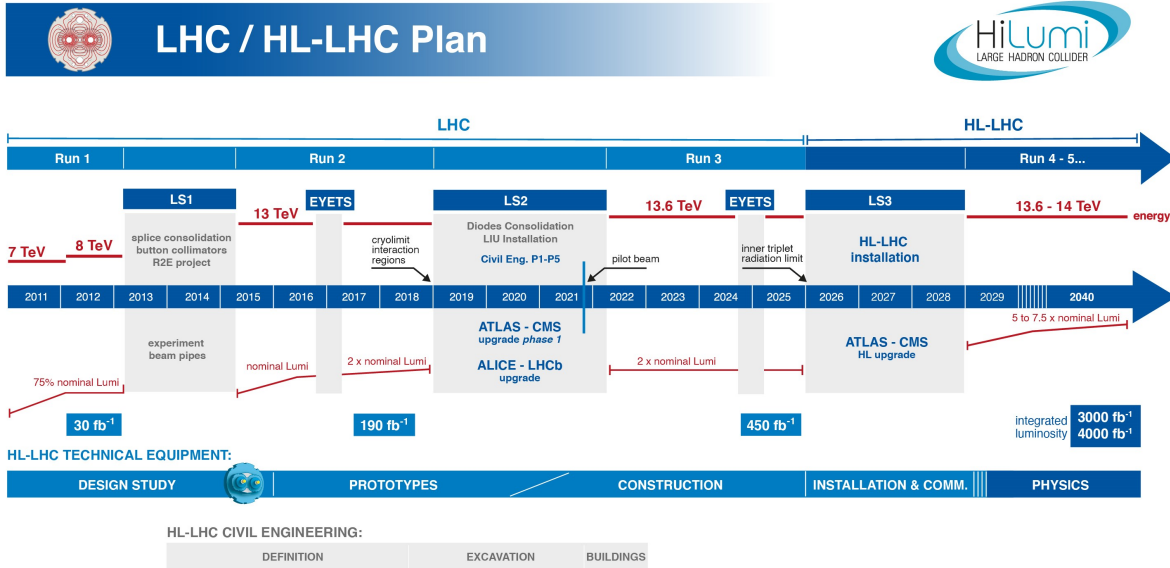 LHC / HL-LHC Plan
HiLumi
LARGE HADRON COLLIDER
LHC
HL-LHC
Run 1
Run 2
Run 3
Run 4 - 5...
LS1
EYETS
LS2
EYETS
LS3
7 TeV
8 TeV
13 TeV
13.6 TeV
13.6 - 14 TeV
energy
splice consolidation
button collimators
R2E project
cryolimit
interaction
regions
Diodes Consolidation
LIU Installation
Civil Eng. P1-P5
pilot beam
inner triplet
radiation limit
HL-LHC
installation
2011
2012
2013
2014
2015
2016
2017
2018
2019
2020
2021
2022
2023
2024
2025
2026
2027
2028
2029
2040
experiment
beam pipes
75% nominal Lumi
nominal Lumi
2 x nominal Lumi
ATLAS - CMS
upgrade phase 1
ALICE - LHCb
upgrade
2 x nominal Lumi
ATLAS - CMS
HL upgrade
5 to 7.5 x nominal Lumi
30 fb⁻¹
190 fb⁻¹
450 fb⁻¹
integrated
luminosity
3000 fb⁻¹
4000 fb⁻¹
HL-LHC TECHNICAL EQUIPMENT:
DESIGN STUDY
PROTOTYPES
CONSTRUCTION
INSTALLATION & COMM.
PHYSICS
HL-LHC CIVIL ENGINEERING:
DEFINITION
EXCAVATION
BUILDINGS